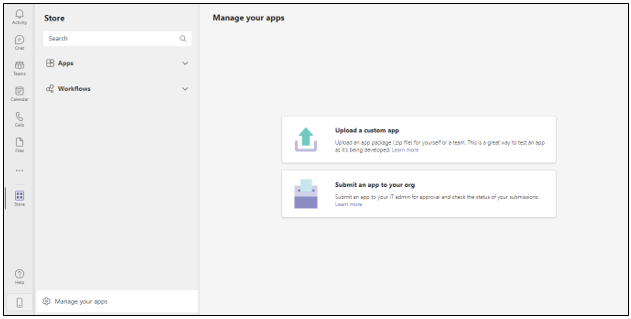 Activity
Chat
Teams
Calendar
Calls
Files
...
Store
Help
Store
Search
Apps
Workflows
Manage your apps
Manage your apps
Upload a custom app
Upload an app package (.zip file) for yourself or a team. This is a great way to test an app
as it's being developed. Learn more
Submit an app to your org
Submit an app to your IT admin for approval and check the status of your submissions.
Learn more